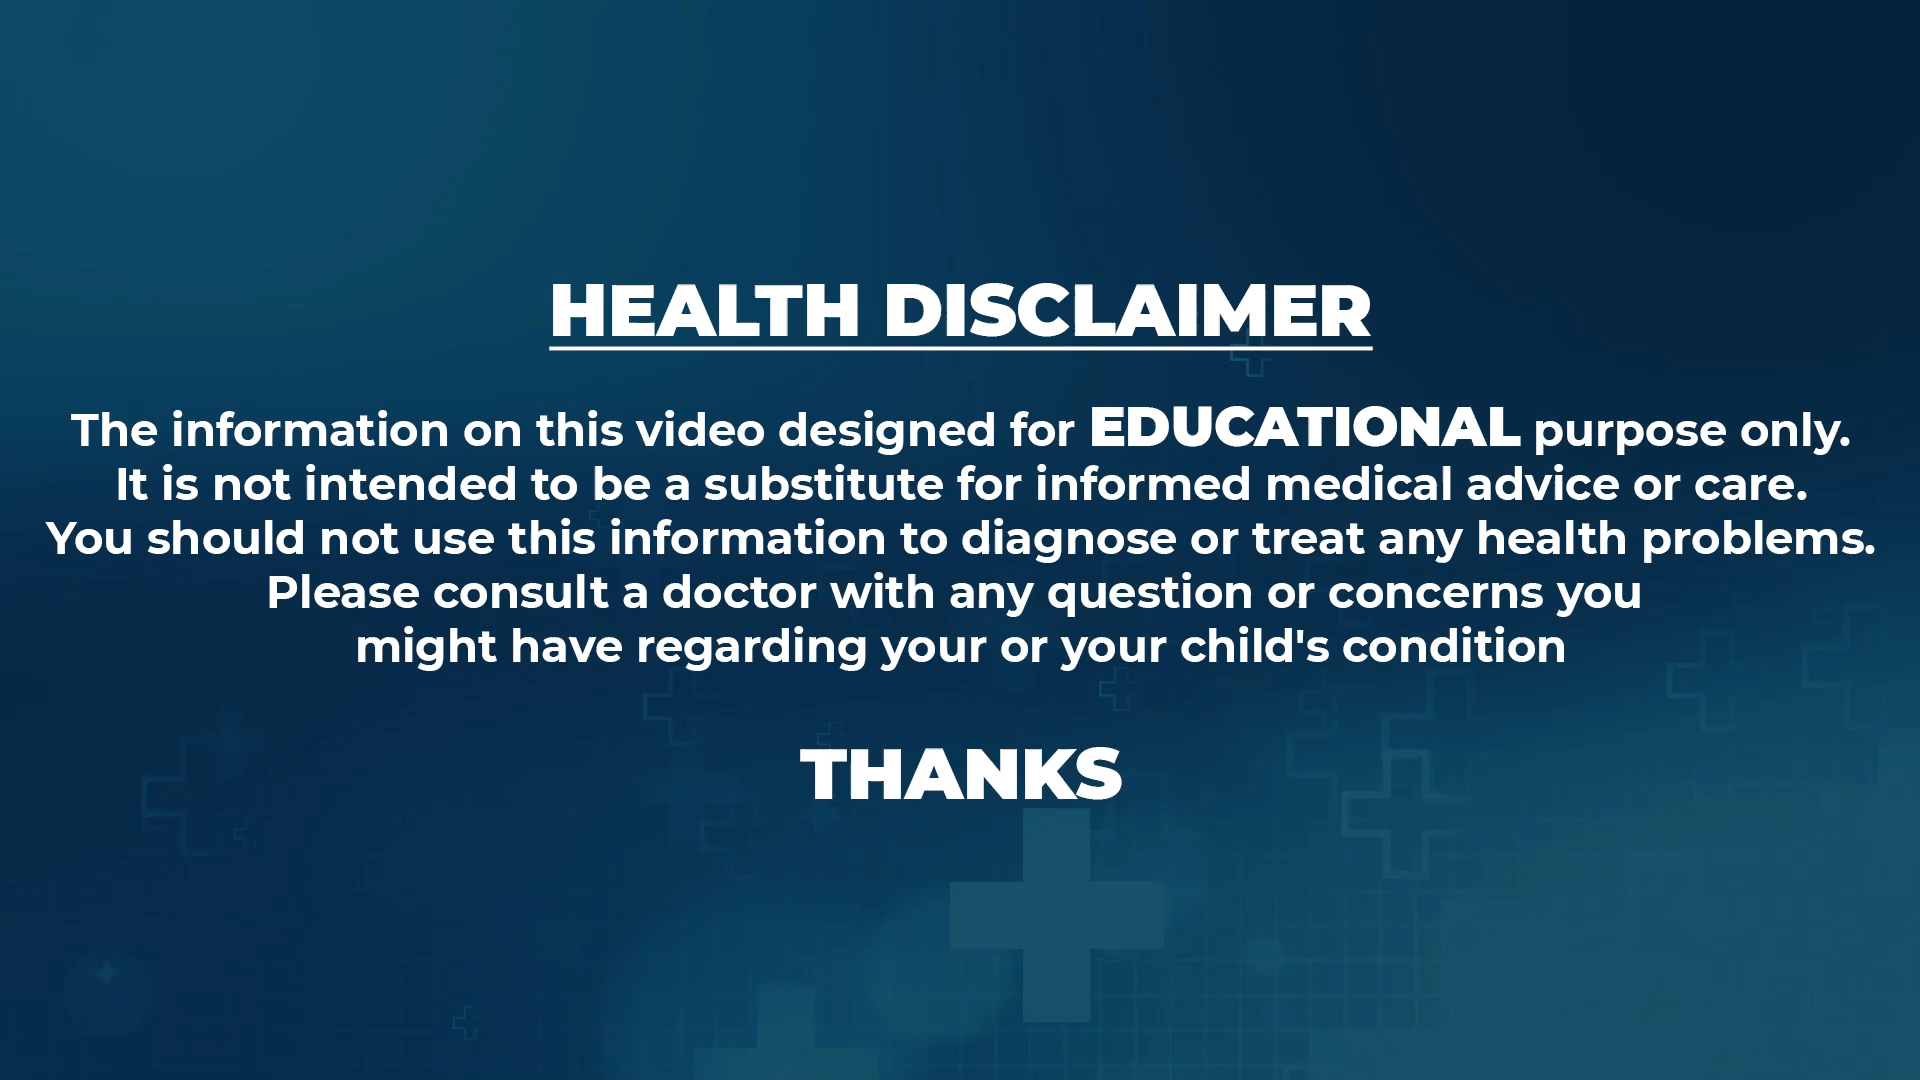 HEALTH DISCLAIMER
The information on this video designed for EDUCATIONAL purpose only.
It is not intended to be a substitute for informed medical advice or care.
You should not use this information to diagnose or treat any health problems.
Please consult a doctor with any question or concerns you
might have regarding your or your child's condition
THANKS